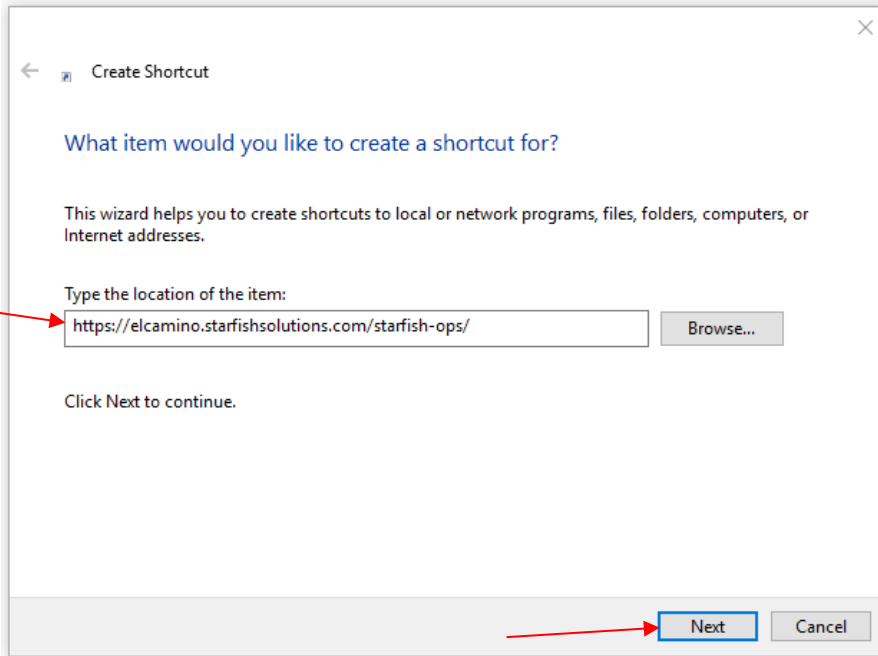 Create Shortcut
What item would you like to create a shortcut for?
This wizard helps you to create shortcuts to local or network programs, files, folders, computers, or
Internet addresses.
Type the location of the item:
https://elcamino.starfishsolutions.com/starfish-ops/
Browse...
Click Next to continue.
Next
Cancel